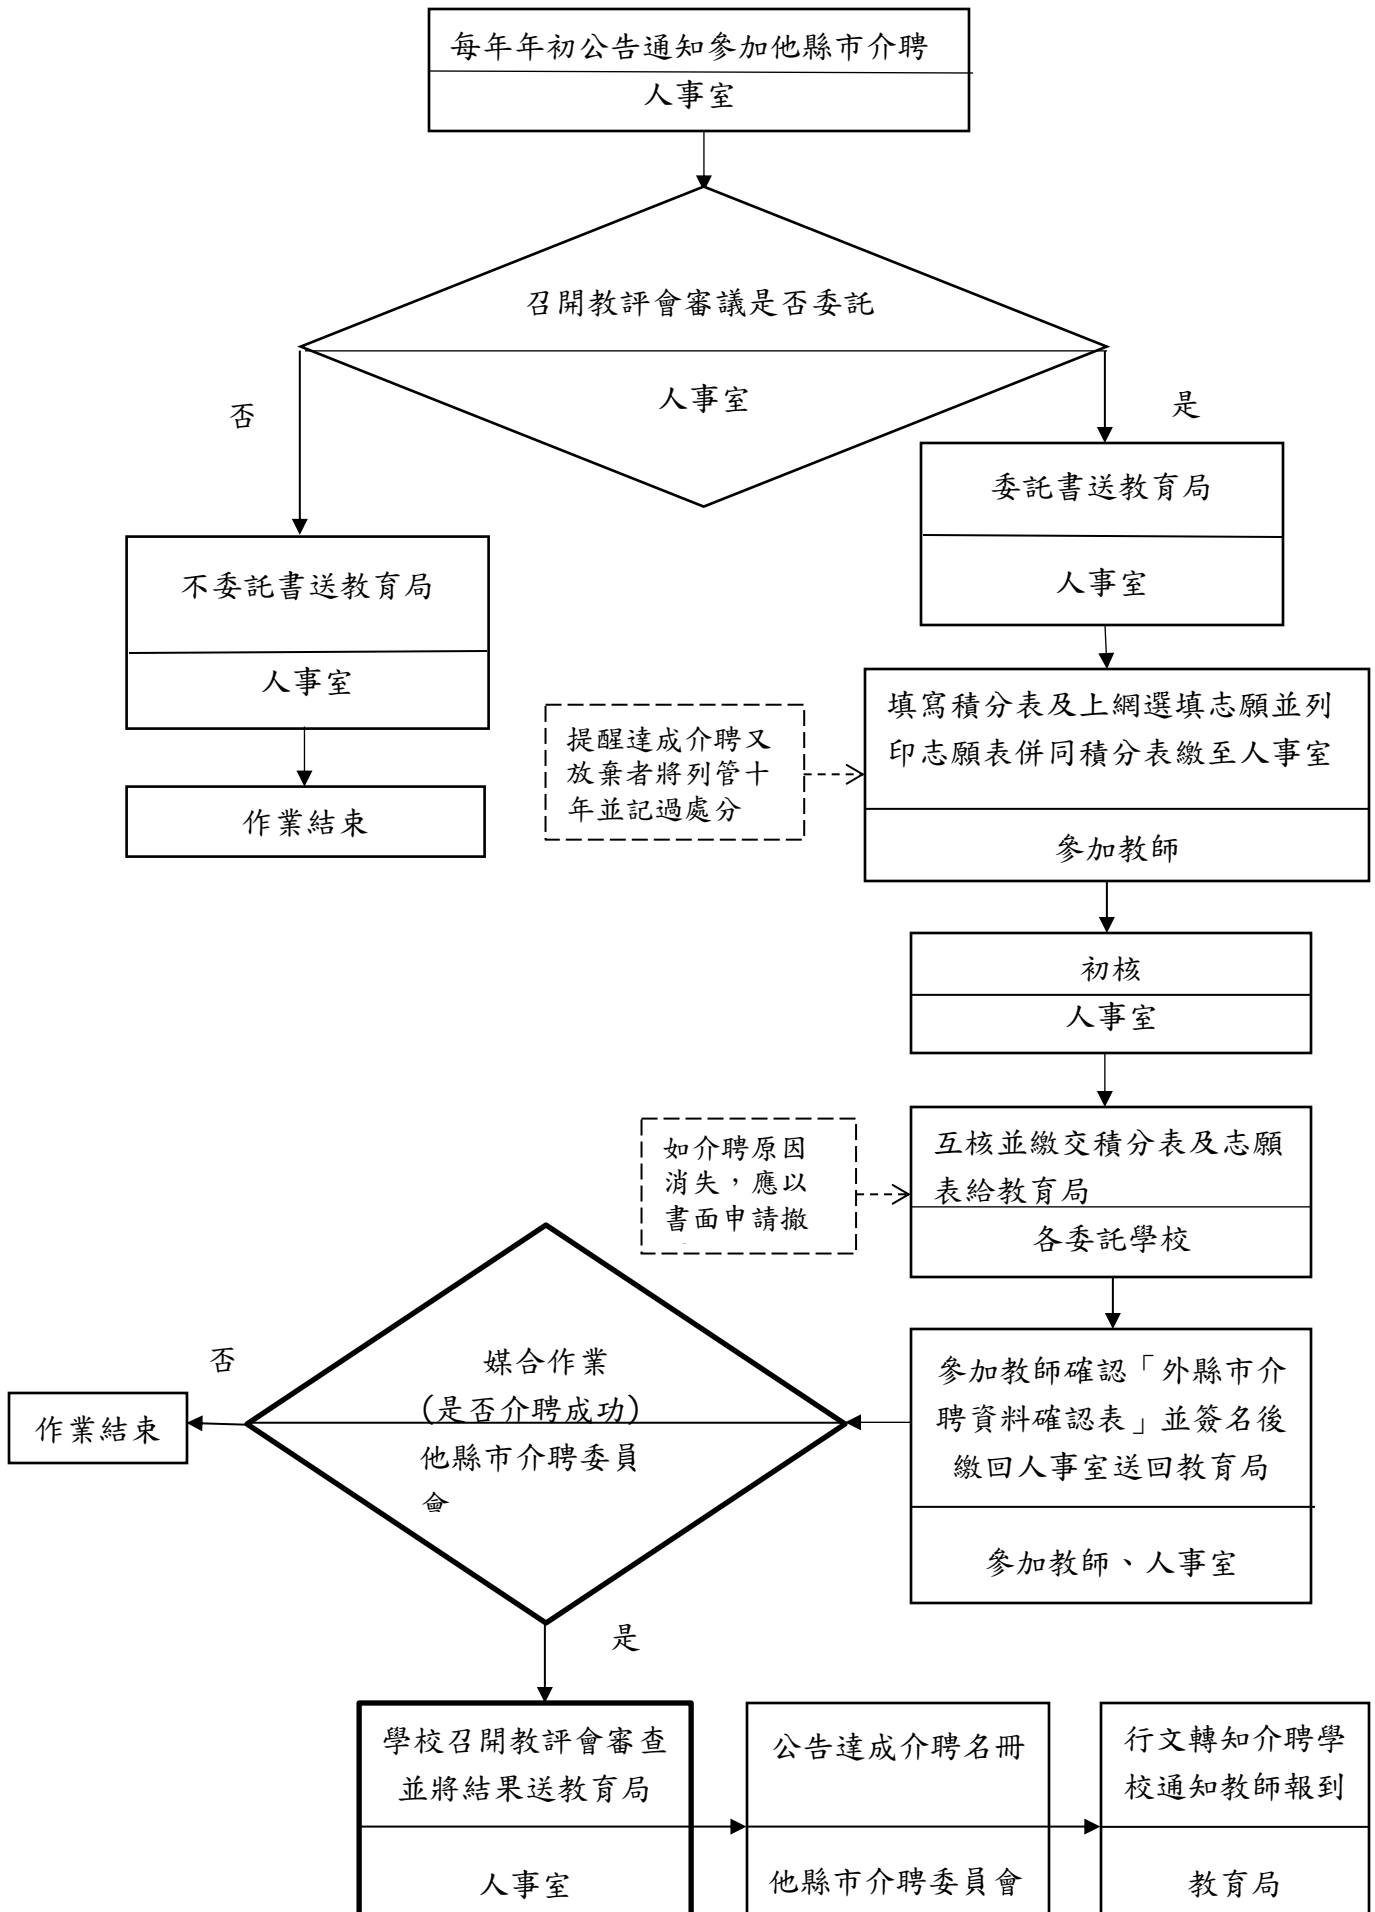 每年年初公告通知參加他縣市介聘
人事室
召開教評會審議是否委託
人事室
否
是
委託書送教育局
人事室
不委託書送教育局
人事室
作業結束
提醒達成介聘又
放棄者將列管十
年並記過處分
填寫積分表及上網選填志願並列
印志願表併同積分表繳至人事室
參加教師
初核
人事室
如介聘原因
消失，應以
書面申請撤
互核並繳交積分表及志願
表給教育局
各委託學校
參加教師確認「外縣市介
聘資料確認表」並簽名後
繳回人事室送回教育局
參加教師、人事室
媒合作業
(是否介聘成功)
他縣市介聘委員
會
否
作業結束
是
學校召開教評會審查
並將結果送教育局
人事室
公告達成介聘名冊
他縣市介聘委員會
行文轉知介聘學
校通知教師報到
教育局